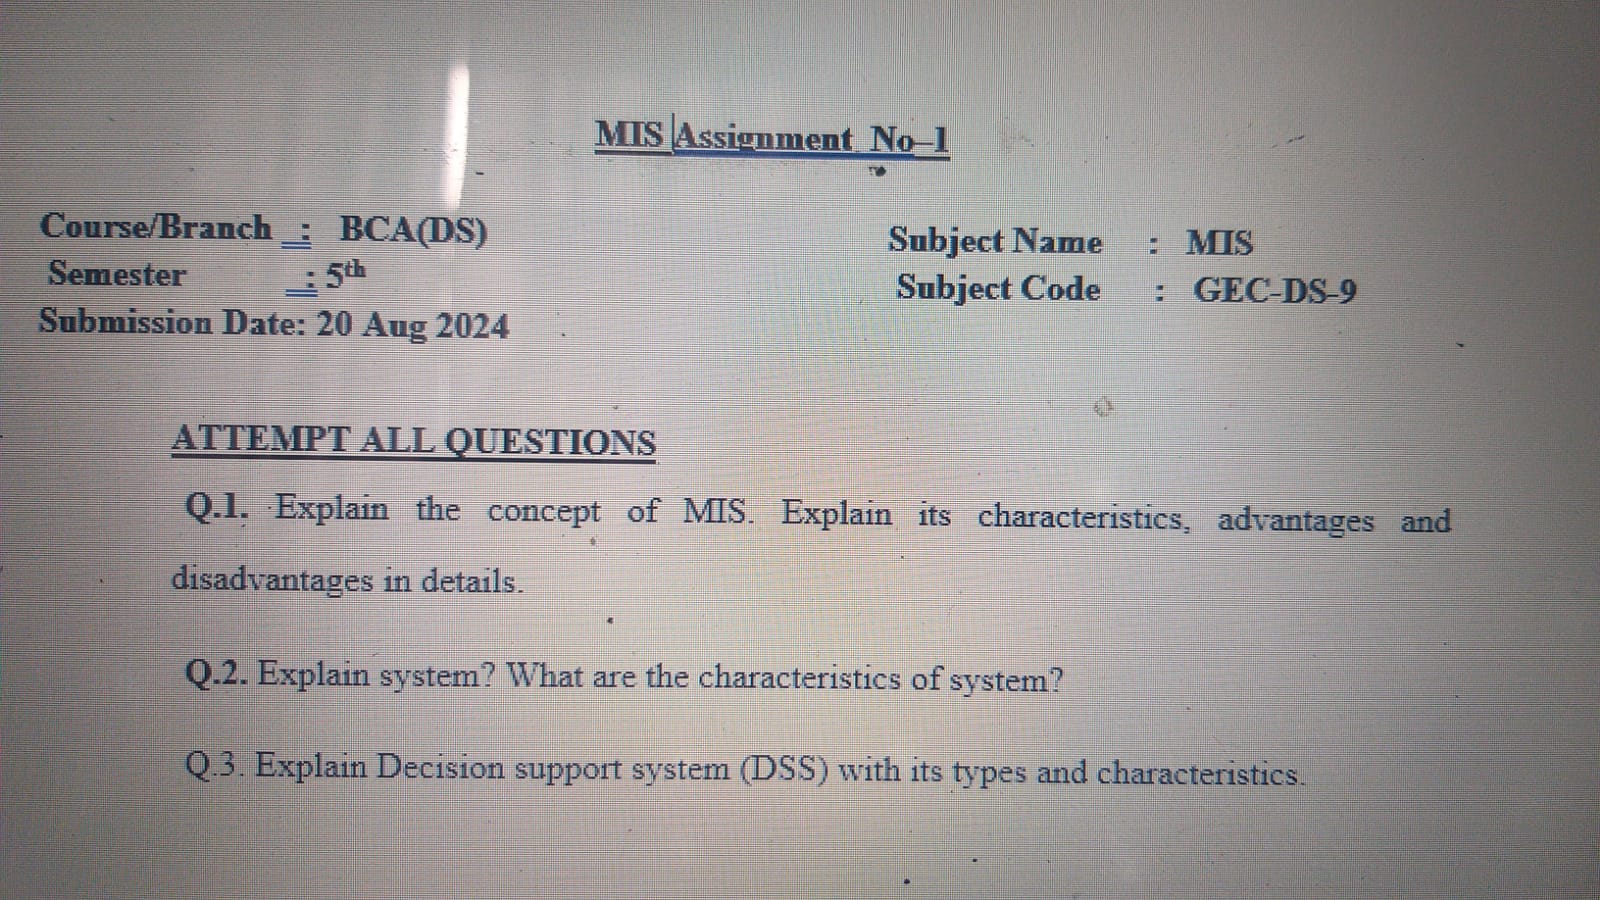 MIS Assignment No-1
Course/Branch : BCA(DS)
Subject Name : MIS
Semester : 5th
Subject Code : GEC-DS-9
Submission Date: 20 Aug 2024
ATTEMPT ALL QUESTIONS
Q.1. Explain the concept of MIS. Explain its characteristics, advantages and
disadvantages in details.
Q.2. Explain system? What are the characteristics of system?
Q.3. Explain Decision support system (DSS) with its types and characteristics.